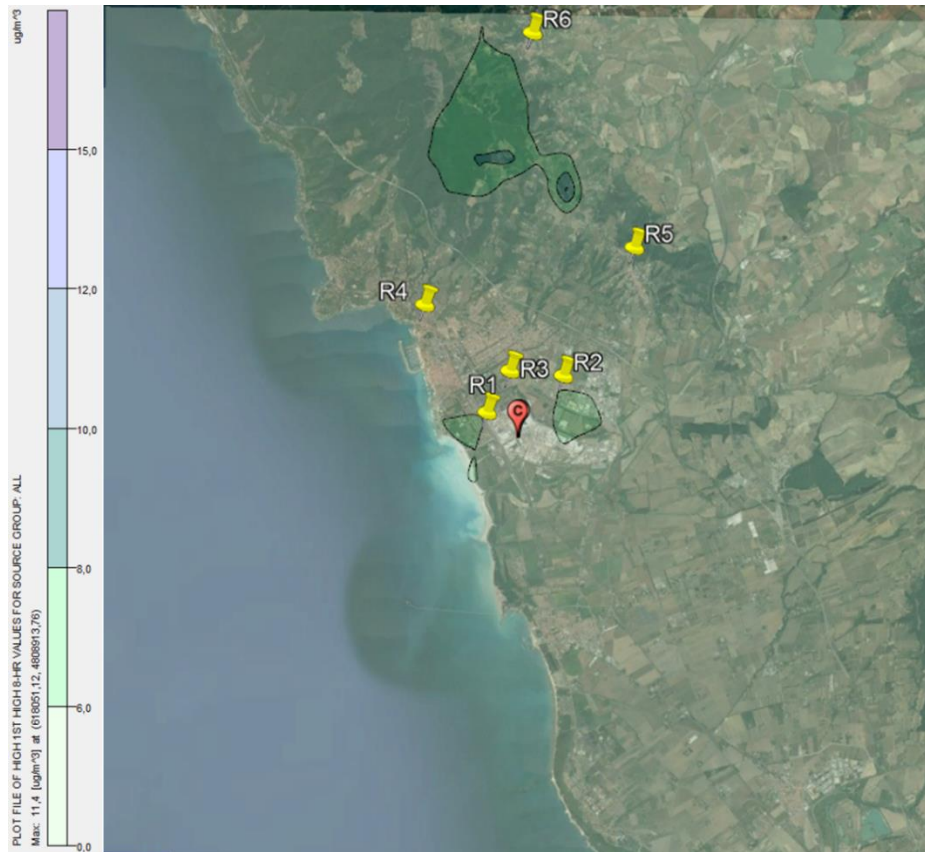 ug/m^3
15,0
12,0
10,0
8,0
6,0
0,0
PLOT FILE OF HIGH 1ST HIGH 8-HR VALUES FOR SOURCE GROUP: ALL
Max: 11,4 [ug/m^3] at (618051,12, 4808913,76)
R6
R5
R4
R3
R2
R1
C